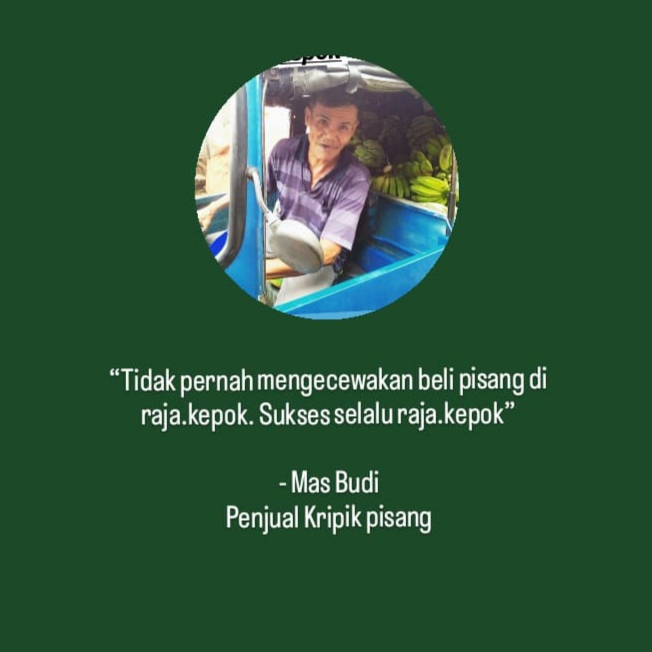 “Tidak pernah mengecewakan beli pisang di
raja.kepok. Sukses selalu raja.kepok”
- Mas Budi
Penjual Kripik pisang